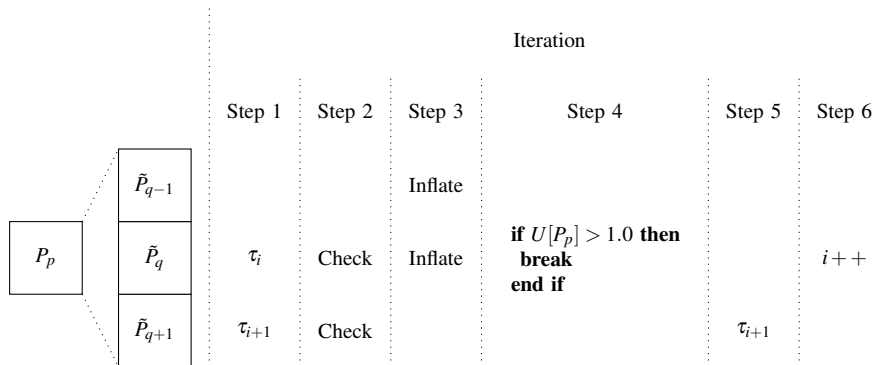 Iteration
Step 1 Step 2 Step 3 Step 4 Step 5 Step 6
P̃_{q−1} Inflate
if U[P_p] > 1.0 then
P_p P̃_q τ_i Check Inflate break i++
end if
P̃_{q+1} τ_{i+1} Check τ_{i+1}